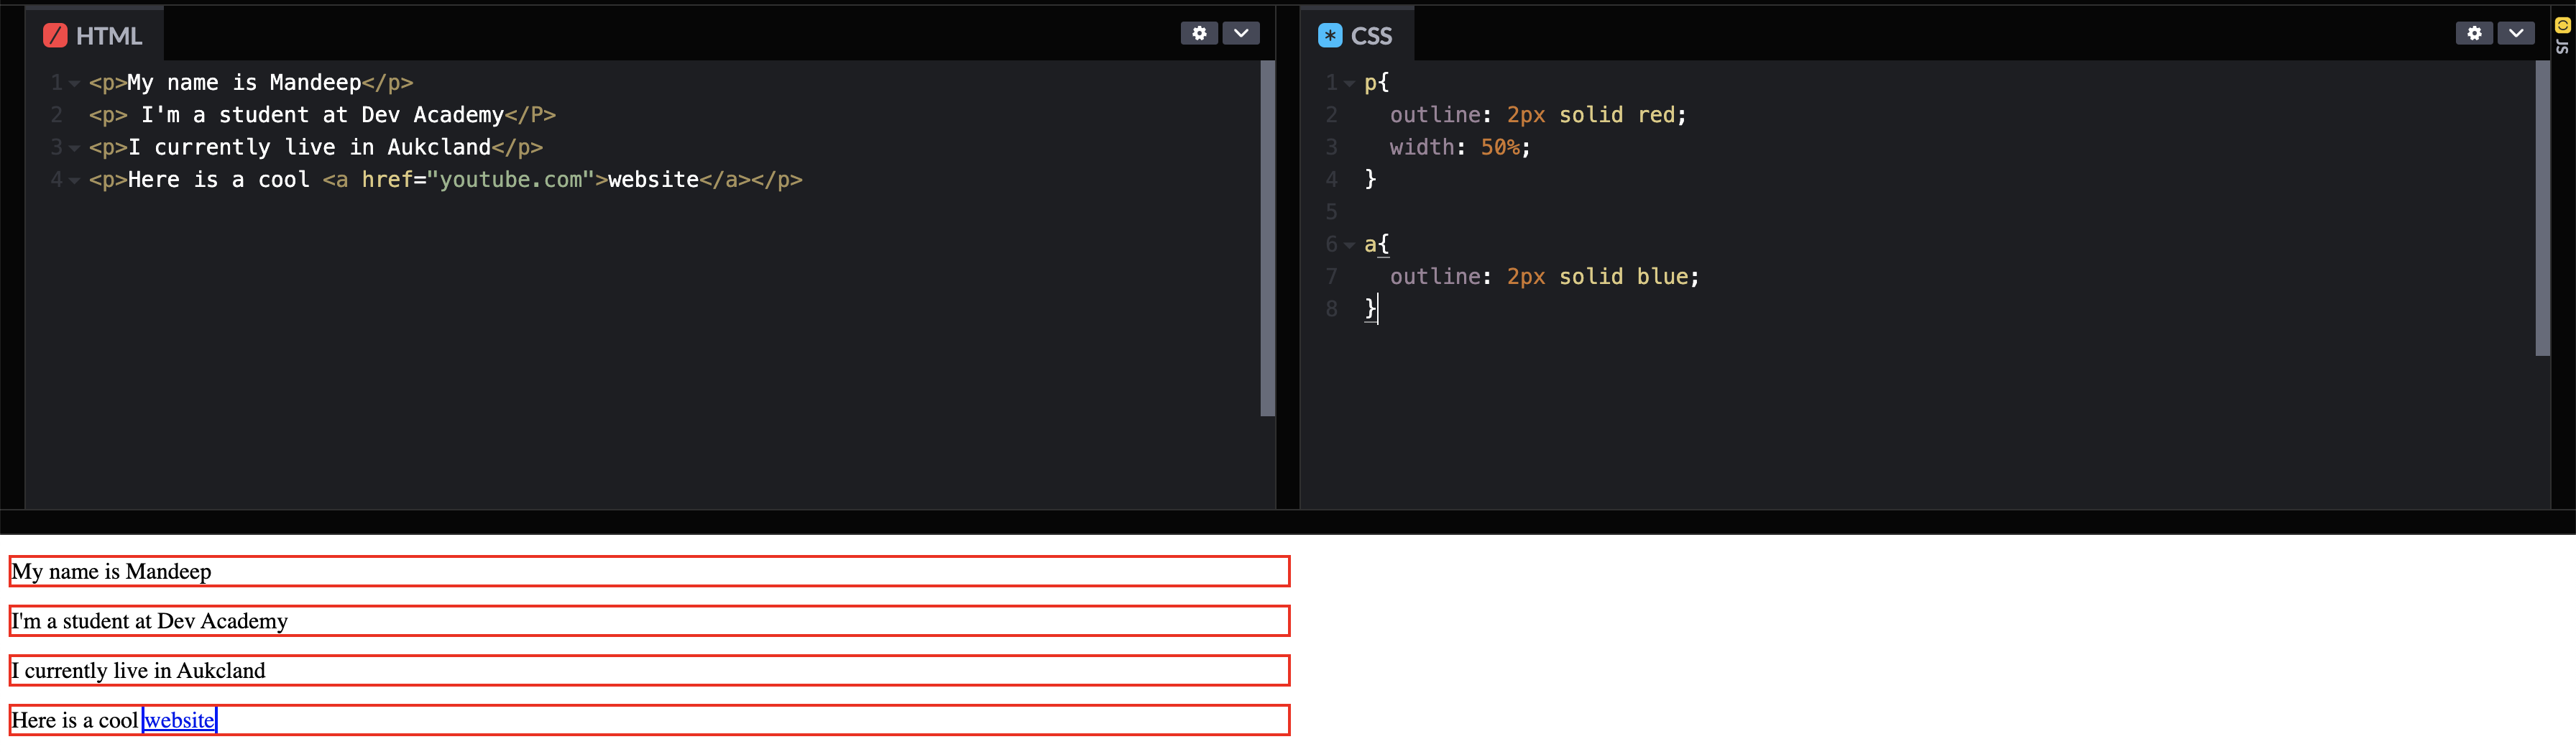 HTML
1 <p>My name is Mandeep</p>
2 <p> I'm a student at Dev Academy</P>
3 <p>I currently live in Aukcland</p>
4 <p>Here is a cool <a href="youtube.com">website</a></p>
* CSS
1 p{
2 outline: 2px solid red;
3 width: 50%;
4 }
5
6 a{
7 outline: 2px solid blue;
8 }
JS
My name is Mandeep
I'm a student at Dev Academy
I currently live in Aukcland
Here is a cool website